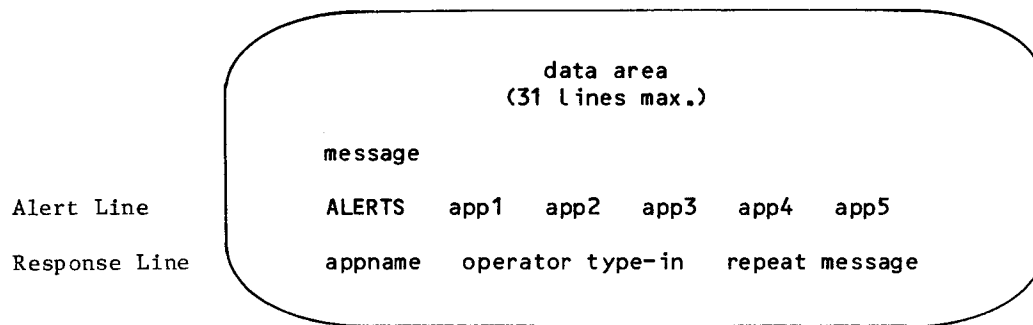 data area
(31 lines max.)
message
Alert Line ALERTS app1 app2 app3 app4 app5
Response Line appname operator type-in repeat message